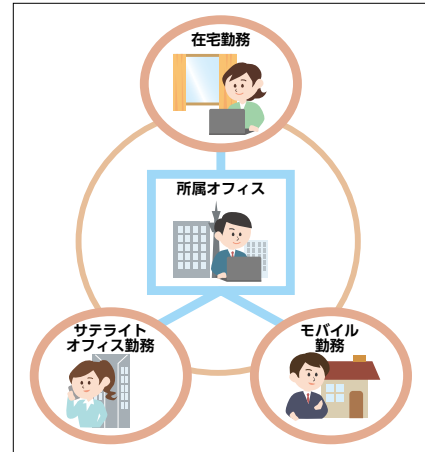 在宅勤務
所属オフィス
サテライト
オフィス勤務
モバイル
勤務